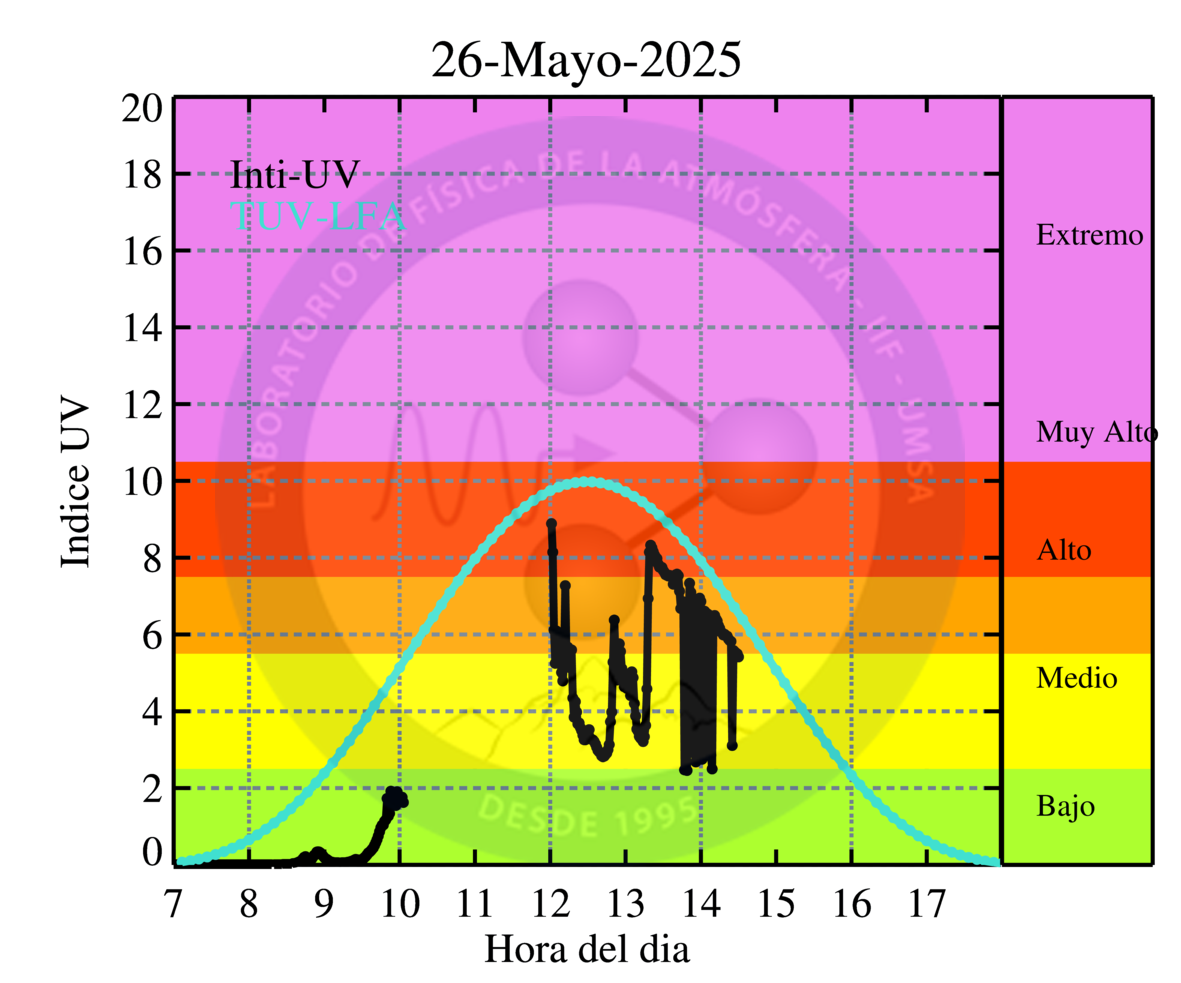 26-Mayo-2025
Indice UV
20
18
16
14
12
10
8
6
4
2
0
Inti-UV
TUV-LFA
LABORATORIO DE FÍSICA DE LA ATMÓSFERA - IIF - UMSA
DESDE 1995
Extremo
Muy Alto
Alto
Medio
Bajo
7 8 9 10 11 12 13 14 15 16 17
Hora del dia